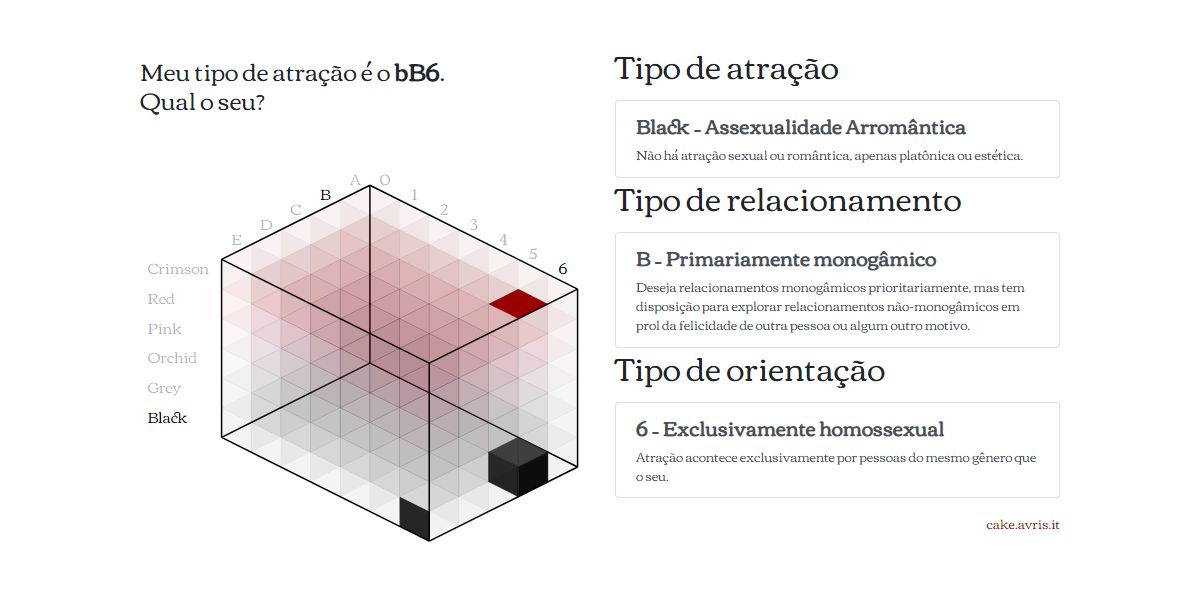 Meu tipo de atração é o bB6.
Qual o seu?
A
B
C
D
E
0
1
2
3
4
5
6
Crimson
Red
Pink
Orchid
Grey
Black
Tipo de atração
Black - Assexualidade Arromântica
Não há atração sexual ou romântica, apenas platônica ou estética.
Tipo de relacionamento
B - Primariamente monogâmico
Deseja relacionamentos monogâmicos prioritariamente, mas tem
disposição para explorar relacionamentos não-monogâmicos em
prol da felicidade de outra pessoa ou algum outro motivo.
Tipo de orientação
6 - Exclusivamente homossexual
Atração acontece exclusivamente por pessoas do mesmo gênero que
o seu.
cake.avris.it